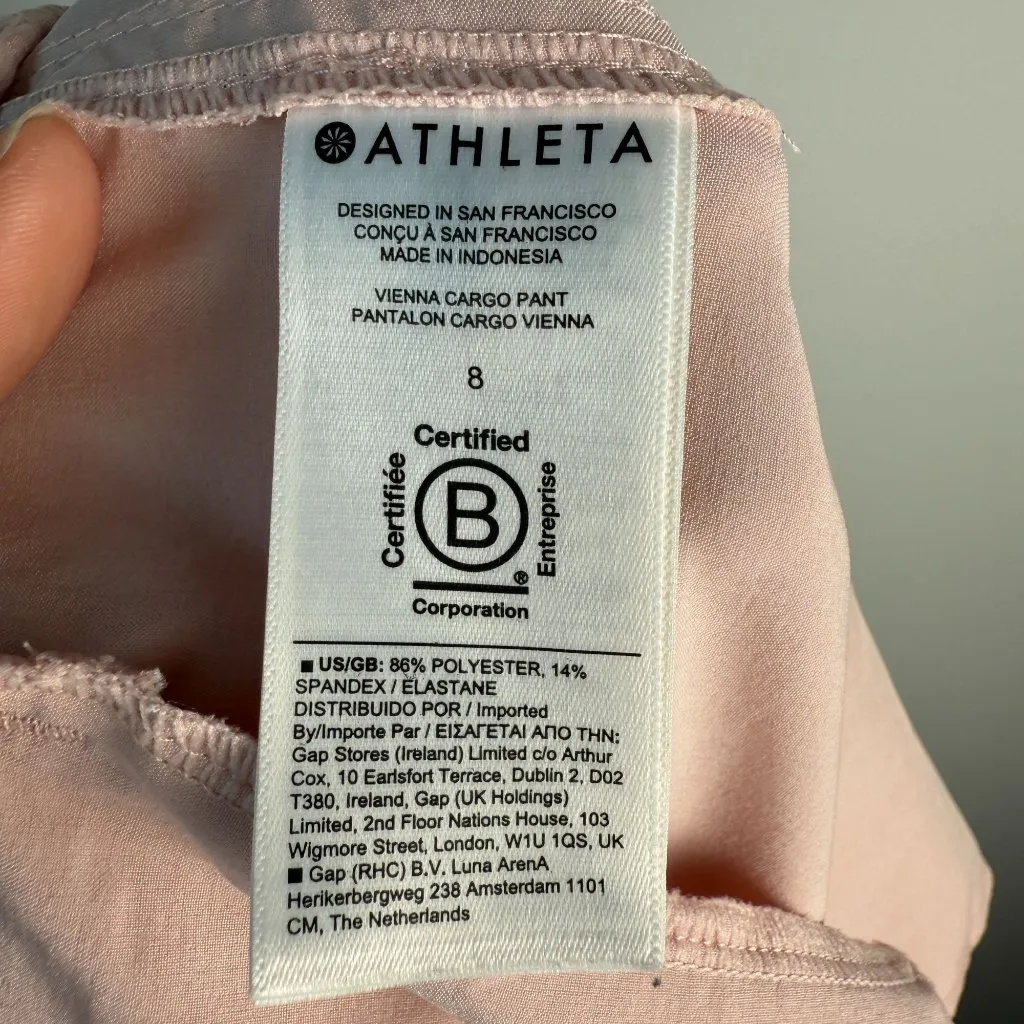 ATHLETA
DESIGNED IN SAN FRANCISCO
CONÇU À SAN FRANCISCO
MADE IN INDONESIA
VIENNA CARGO PANT
PANTALON CARGO VIENNA
8
Certified
Certifiée
B
Entreprise
®
Corporation
■ US/GB: 86% POLYESTER, 14%
SPANDEX / ELASTANE
DISTRIBUIDO POR / Imported
By/Importe Par / ΕΙΣΑΓΕΤΑΙ ΑΠΟ ΤΗΝ:
Gap Stores (Ireland) Limited c/o Arthur
Cox, 10 Earlsfort Terrace, Dublin 2, D02
T380, Ireland, Gap (UK Holdings)
Limited, 2nd Floor Nations House, 103
Wigmore Street, London, W1U 1QS, UK
■ Gap (RHC) B.V. Luna ArenA
Herikerbergweg 238 Amsterdam 1101
CM, The Netherlands